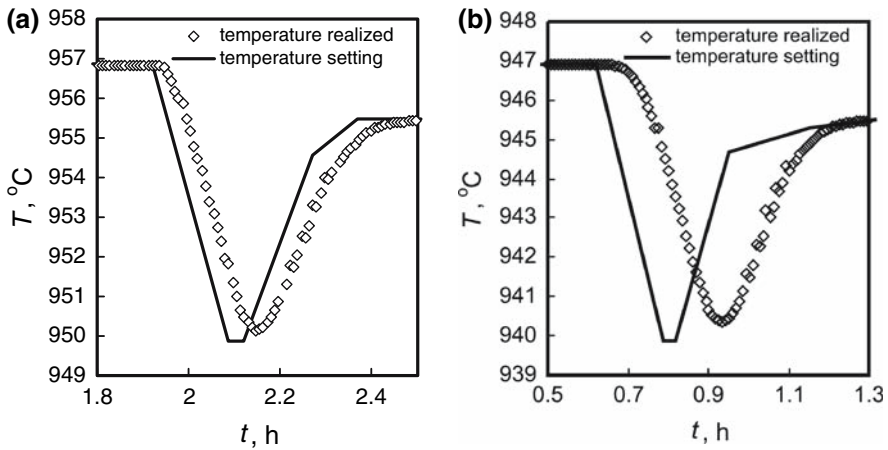 (a)
958
957
956
955
954
953
952
951
950
949
T, °C
1.8 2 2.2 2.4
t, h
temperature realized
temperature setting
(b)
948
947
946
945
944
943
942
941
940
939
T, °C
0.5 0.7 0.9 1.1 1.3
t, h
temperature realized
temperature setting